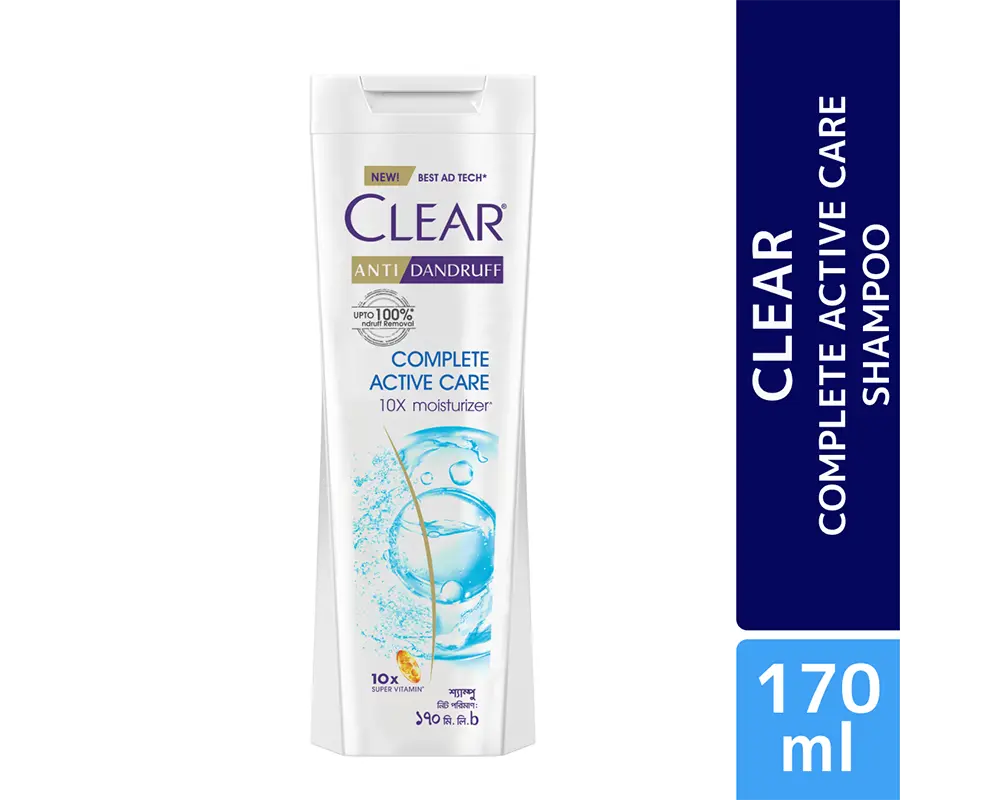 NEW! BEST AD TECH*
CLEAR®
ANTI DANDRUFF
UPTO 100%*
ndruff Removal
COMPLETE
ACTIVE CARE
10X moisturizer*
10x
SUPER VITAMIN*
শ্যাম্পু
নিট পরিমাণ:
১৭০ মি. লি.b
CLEAR
COMPLETE ACTIVE CARE
SHAMPOO
170
ml